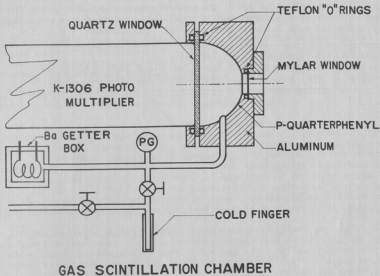 TEFLON "O" RINGS
QUARTZ WINDOW
MYLAR WINDOW
K-1306 PHOTO
MULTIPLIER
P-QUARTERPHENYL
Ba GETTER
BOX
PG
ALUMINUM
COLD FINGER
GAS SCINTILLATION CHAMBER